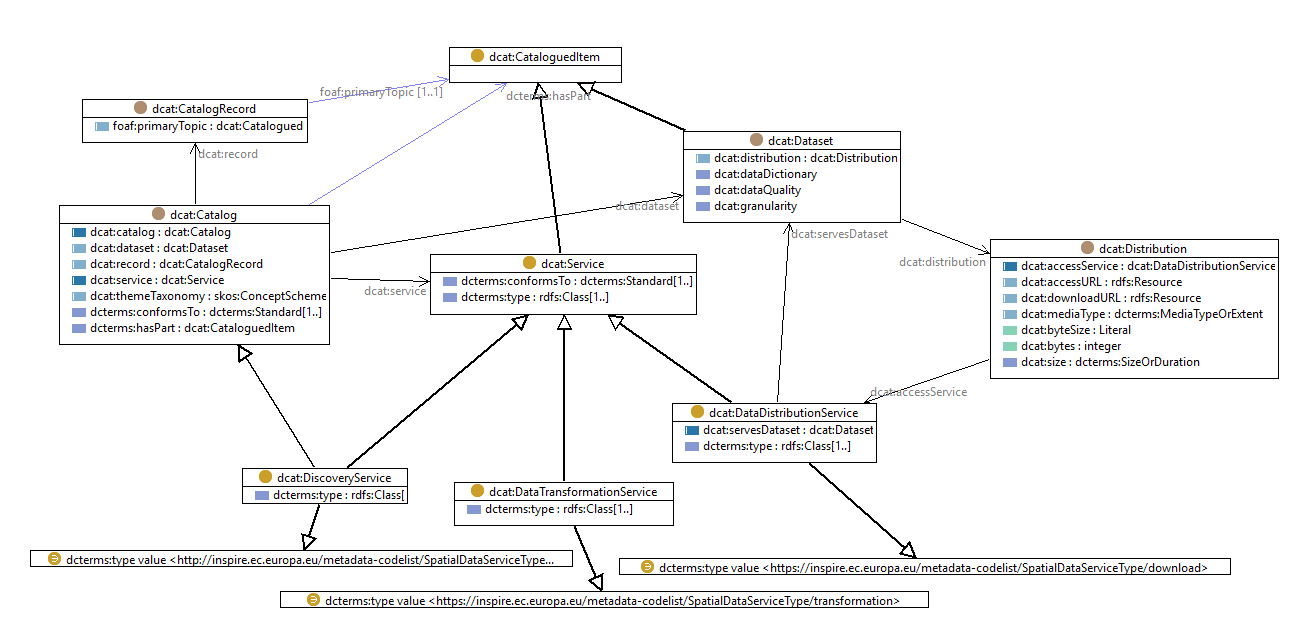 dcat:CataloguedItem
foaf:primaryTopic [1..1]
dcterms:hasPart
dcat:CatalogRecord
foaf:primaryTopic : dcat:Catalogued
dcat:record
dcat:Dataset
dcat:distribution : dcat:Distribution
dcat:dataDictionary
dcat:dataQuality
dcat:granularity
dcat:dataset
dcat:servesDataset
dcat:distribution
dcat:Catalog
dcat:catalog : dcat:Catalog
dcat:dataset : dcat:Dataset
dcat:record : dcat:CatalogRecord
dcat:service : dcat:Service
dcat:themeTaxonomy : skos:ConceptScheme
dcterms:conformsTo : dcterms:Standard[1..]
dcterms:hasPart : dcat:CataloguedItem
dcat:service
dcat:Service
dcterms:conformsTo : dcterms:Standard[1..]
dcterms:type : rdfs:Class[1..]
dcat:Distribution
dcat:accessService : dcat:DataDistributionService
dcat:accessURL : rdfs:Resource
dcat:downloadURL : rdfs:Resource
dcat:mediaType : dcterms:MediaTypeOrExtent
dcat:byteSize : Literal
dcat:bytes : integer
dcat:size : dcterms:SizeOrDuration
dcat:accessService
dcat:DataDistributionService
dcat:servesDataset : dcat:Dataset
dcterms:type : rdfs:Class[1..]
dcat:DiscoveryService
dcterms:type : rdfs:Class[
dcat:DataTransformationService
dcterms:type : rdfs:Class[1..]
dcterms:type value <http://inspire.ec.europa.eu/metadata-codelist/SpatialDataServiceType...
dcterms:type value <https://inspire.ec.europa.eu/metadata-codelist/SpatialDataServiceType/download>
dcterms:type value <https://inspire.ec.europa.eu/metadata-codelist/SpatialDataServiceType/transformation>